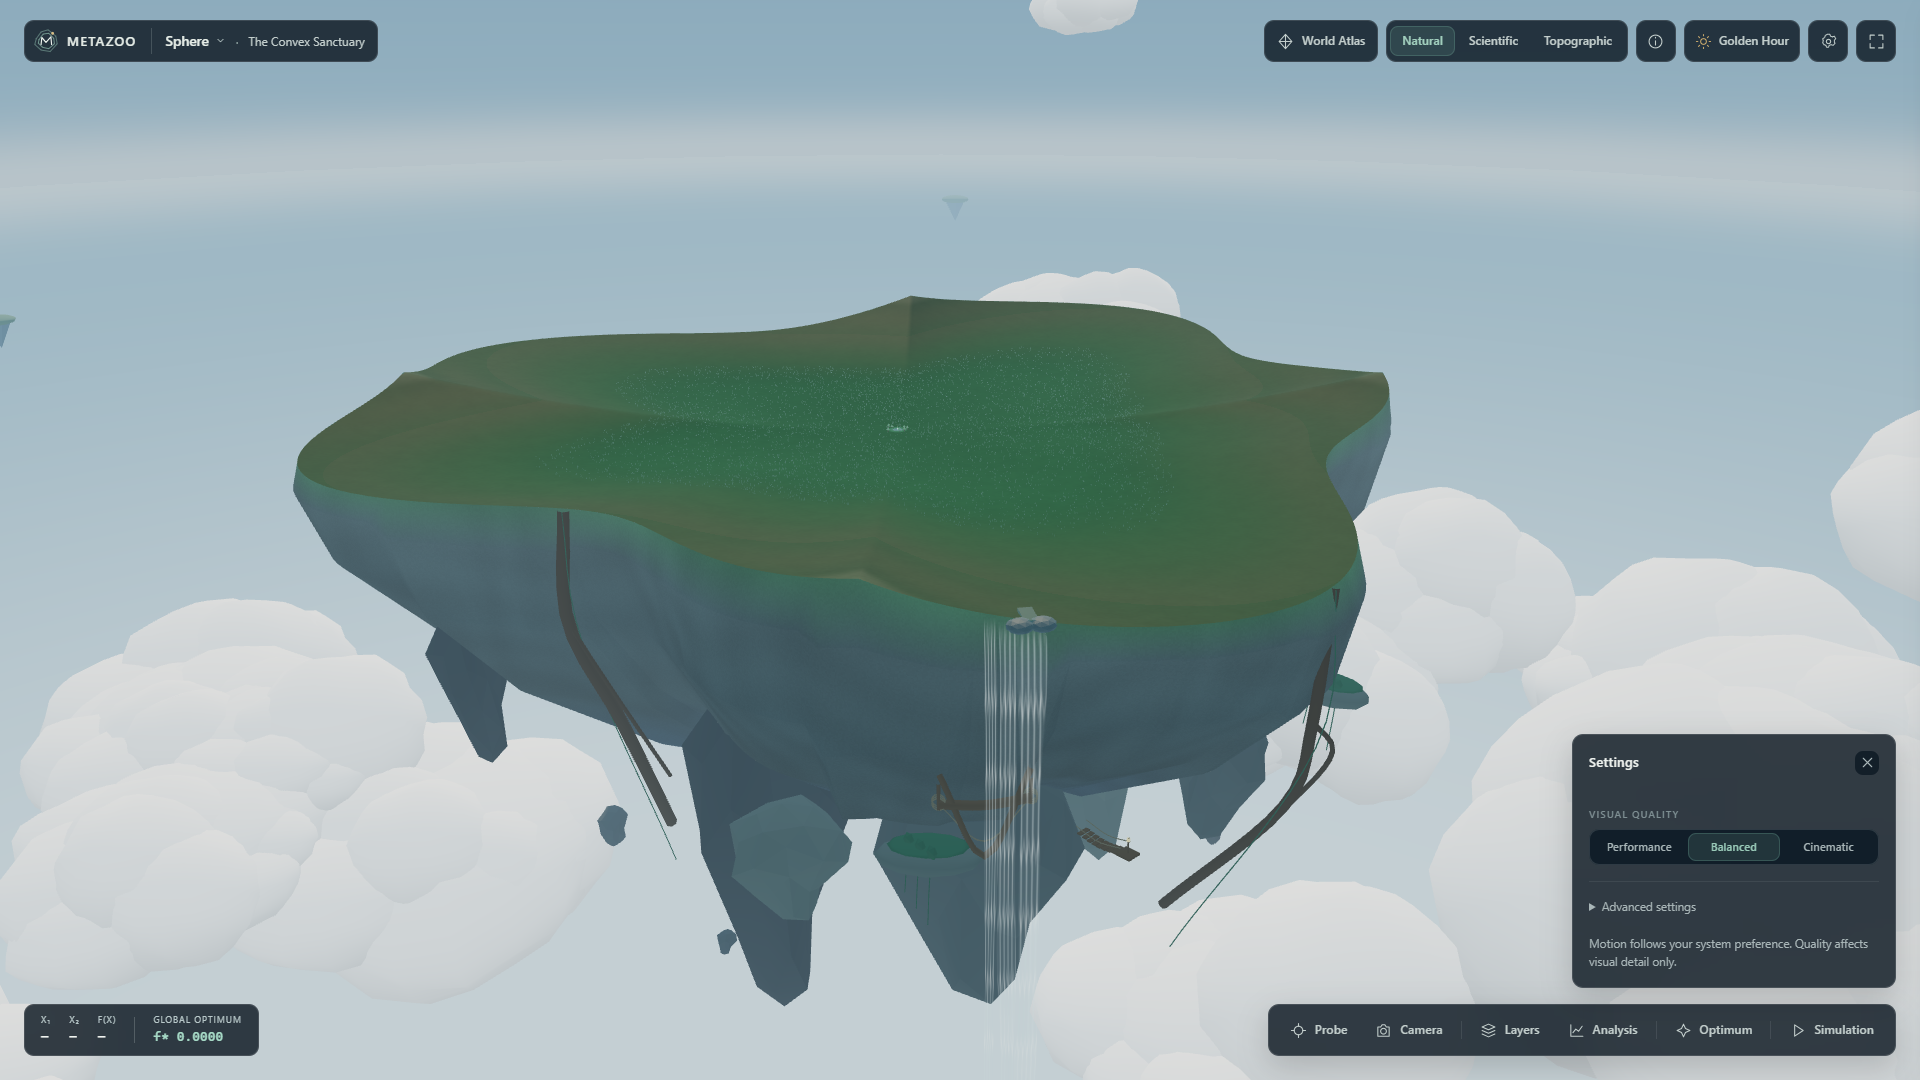 METAZOO Sphere · The Convex Sanctuary
World Atlas Natural Scientific Topographic Golden Hour
Settings
VISUAL QUALITY
Performance Balanced Cinematic
Advanced settings
Motion follows your system preference. Quality affects
visual detail only.
X₁ X₂ F(X) GLOBAL OPTIMUM
– – – f★ 0.0000
Probe Camera Layers Analysis Optimum Simulation